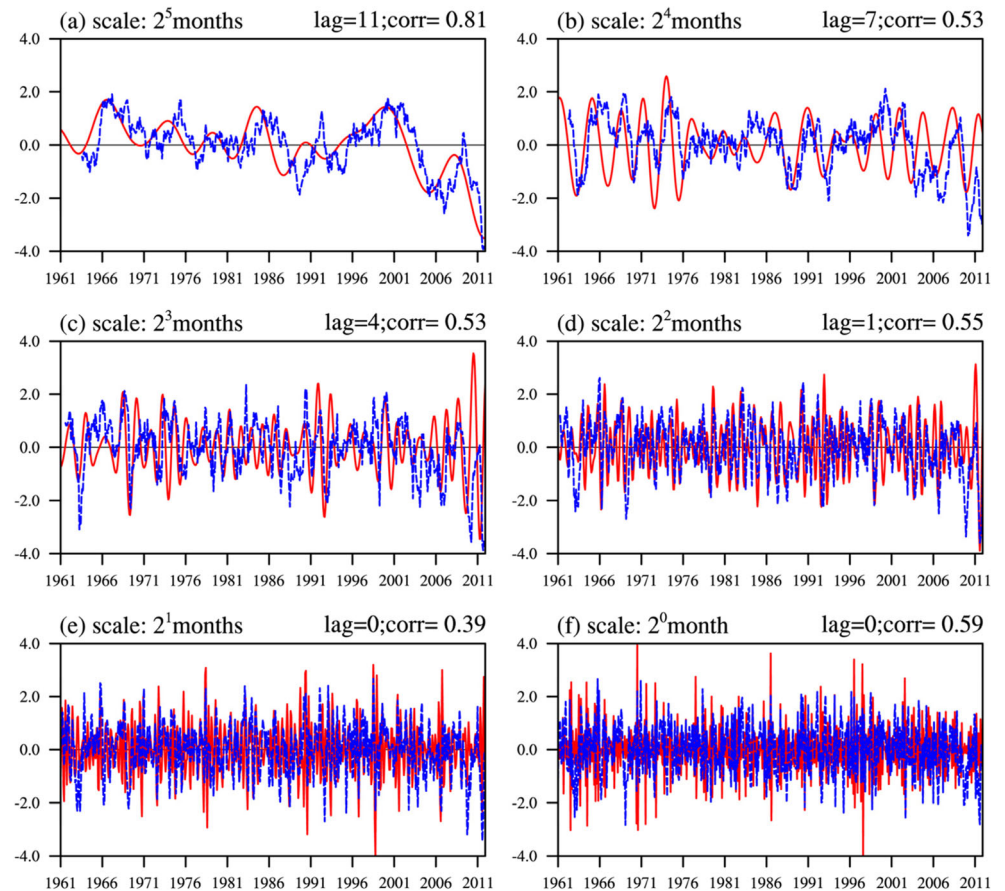 (a) scale: 2⁵months lag=11;corr= 0.81
4.0
2.0
0.0
-2.0
-4.0
1961 1966 1971 1976 1981 1986 1991 1996 2001 2006 2011
(b) scale: 2⁴months lag=7;corr= 0.53
4.0
2.0
0.0
-2.0
-4.0
1961 1966 1971 1976 1981 1986 1991 1996 2001 2006 2011
(c) scale: 2³months lag=4;corr= 0.53
4.0
2.0
0.0
-2.0
-4.0
1961 1966 1971 1976 1981 1986 1991 1996 2001 2006 2011
(d) scale: 2²months lag=1;corr= 0.55
4.0
2.0
0.0
-2.0
-4.0
1961 1966 1971 1976 1981 1986 1991 1996 2001 2006 2011
(e) scale: 2¹months lag=0;corr= 0.39
4.0
2.0
0.0
-2.0
-4.0
1961 1966 1971 1976 1981 1986 1991 1996 2001 2006 2011
(f) scale: 2⁰month lag=0;corr= 0.59
4.0
2.0
0.0
-2.0
-4.0
1961 1966 1971 1976 1981 1986 1991 1996 2001 2006 2011